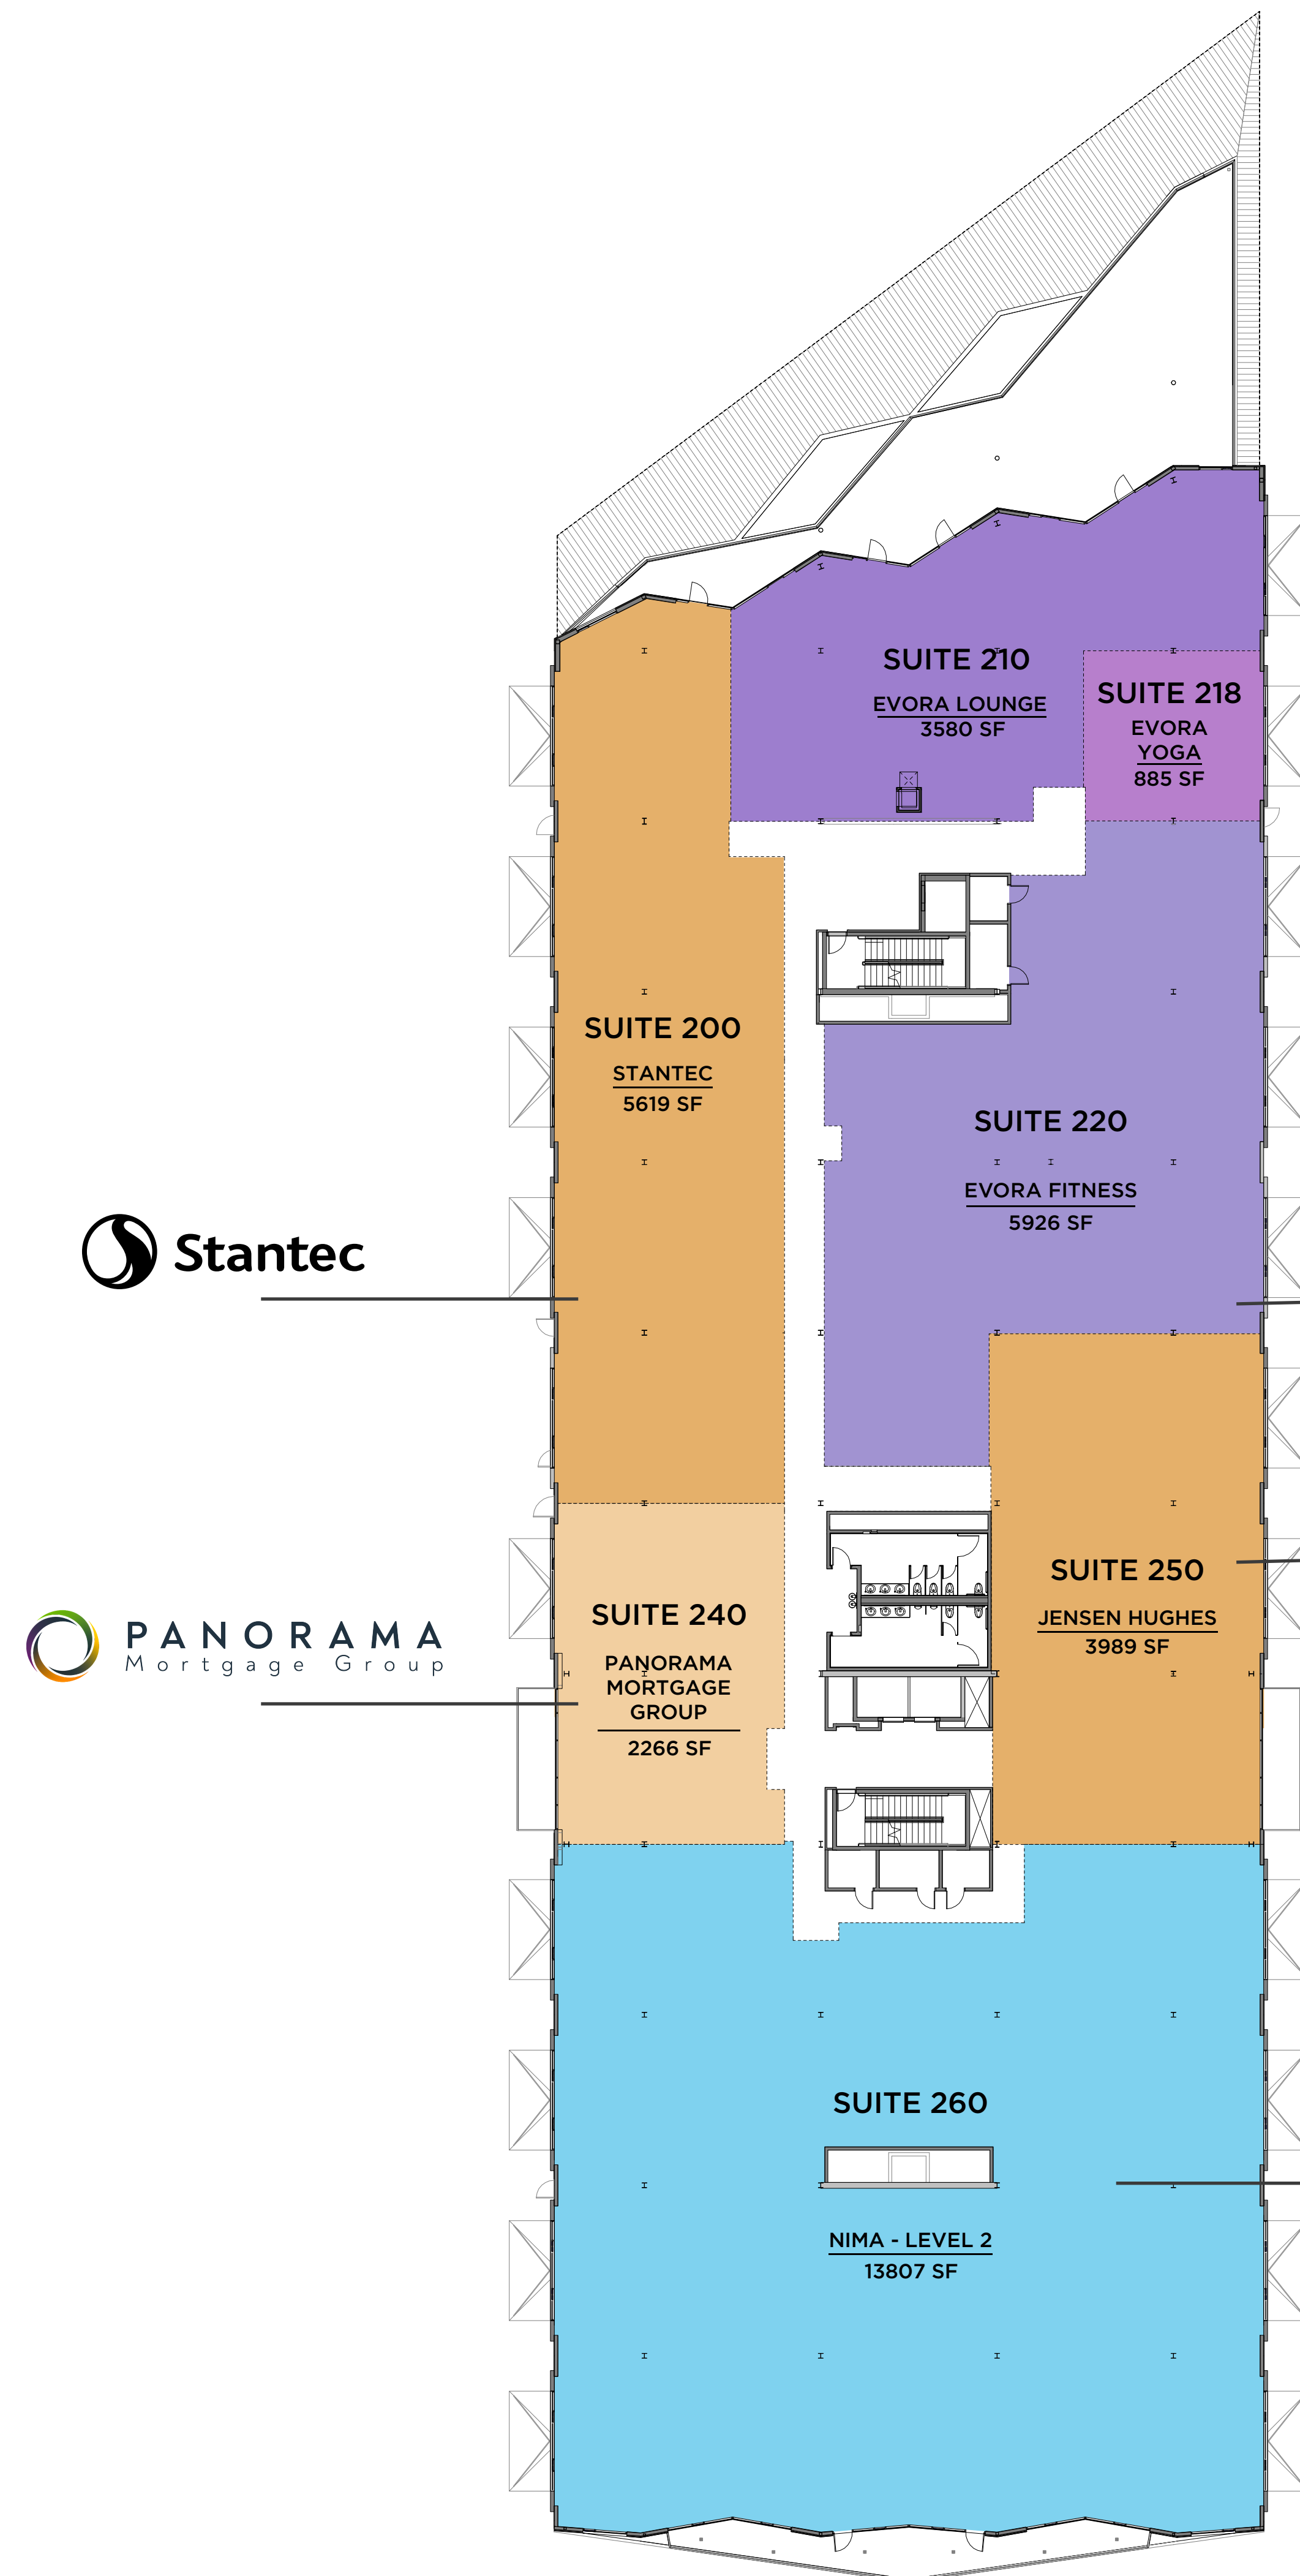 SUITE 210
EVORA LOUNGE
3580 SF
SUITE 218
EVORA
YOGA
885 SF
SUITE 200
STANTEC
5619 SF
SUITE 220
EVORA FITNESS
5926 SF
Stantec
SUITE 250
JENSEN HUGHES
3989 SF
SUITE 240
PANORAMA
MORTGAGE
GROUP
2266 SF
PANORAMA
Mortgage Group
SUITE 260
NIMA - LEVEL 2
13807 SF